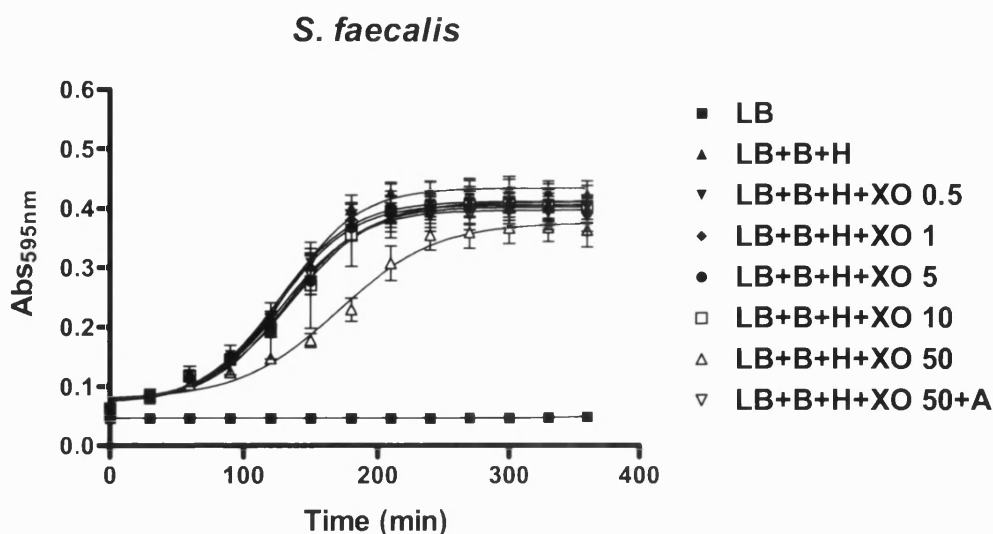 S. faecalis
Abs595nm
0.6
0.5
0.4
0.3
0.2
0.1
0.0
0
100
200
300
400
Time (min)
LB
LB+B+H
LB+B+H+XO 0.5
LB+B+H+XO 1
LB+B+H+XO 5
LB+B+H+XO 10
LB+B+H+XO 50
LB+B+H+XO 50+A